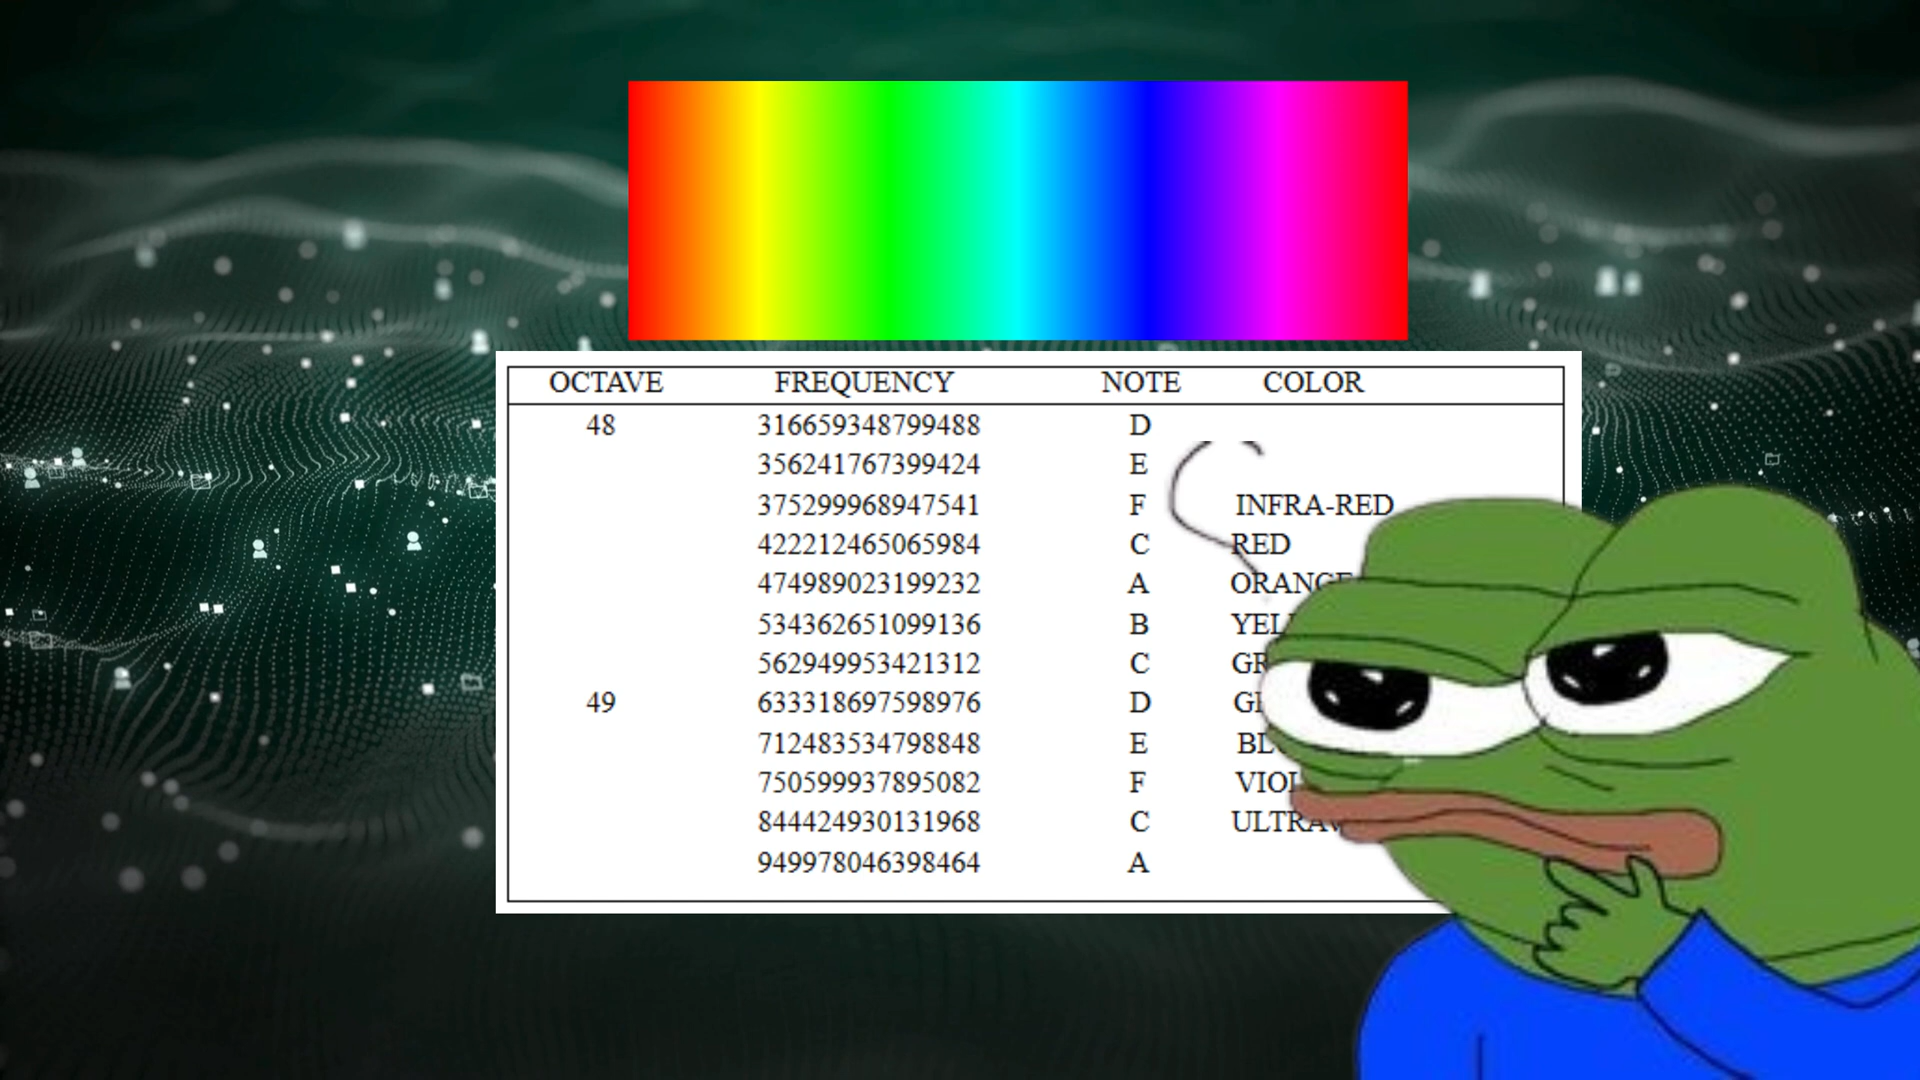 OCTAVE FREQUENCY NOTE COLOR
48 316659348799488 D
356241767399424 E
375299968947541 F INFRA-RED
422212465065984 C RED
474989023199232 A ORANGE
534362651099136 B
562949953421312 C
49 633318697598976 D
712483534798848 E
750599937895082 F
844424930131968 C
949978046398464 A